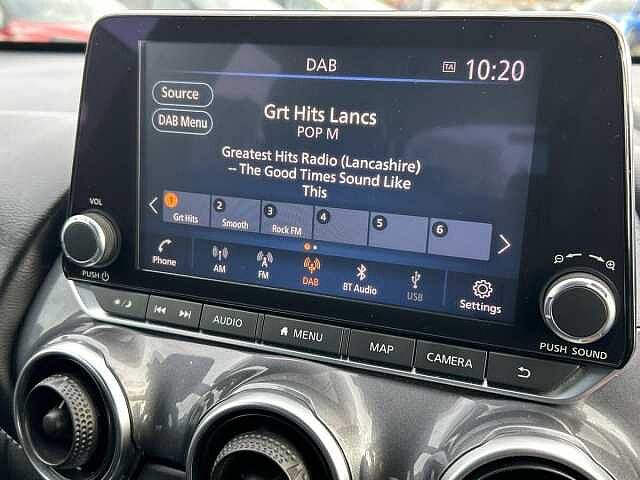 DAB
TA 10:20
Source
DAB Menu
Grt Hits Lancs
POP M
Greatest Hits Radio (Lancashire)
-- The Good Times Sound Like
This
1 2 3 4 5 6
Grt Hits Smooth Rock FM
Phone AM FM DAB BT Audio USB Settings
VOL
PUSH
PUSH SOUND
AUDIO MENU MAP CAMERA